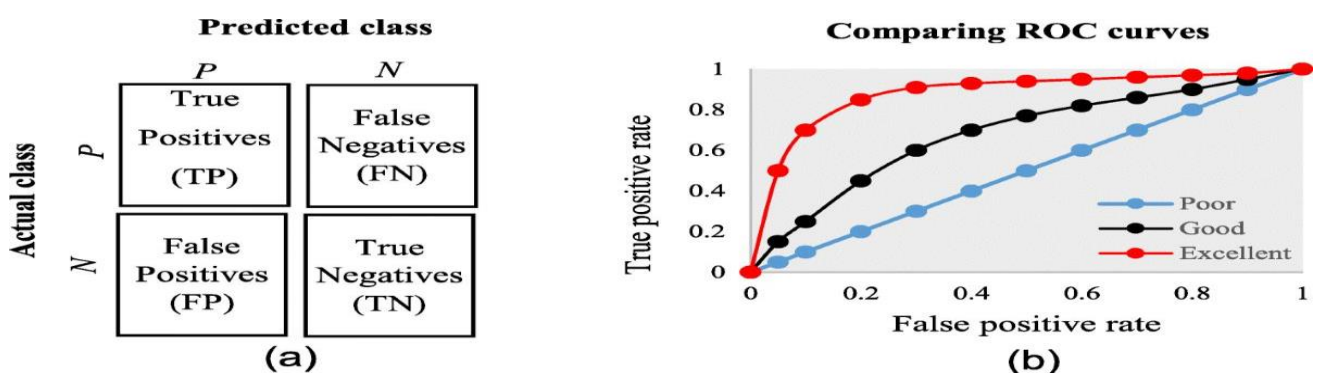 Predicted class
P N
Actual class
P
True
Positives
(TP)
False
Negatives
(FN)
N
False
Positives
(FP)
True
Negatives
(TN)
(a)
Comparing ROC curves
True positive rate
1
0.8
0.6
0.4
0.2
0
Poor
Good
Excellent
0 0.2 0.4 0.6 0.8 1
False positive rate
(b)